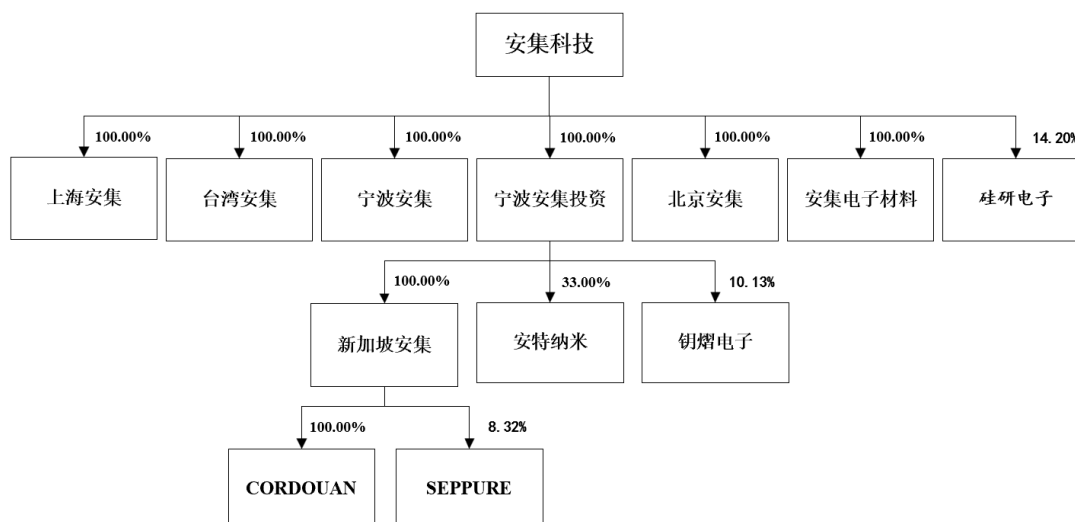 安集科技
100.00%
100.00%
100.00%
100.00%
100.00%
100.00%
14.20%
上海安集
台湾安集
宁波安集
宁波安集投资
北京安集
安集电子材料
硅研电子
100.00%
33.00%
10.13%
新加坡安集
安特纳米
钥熠电子
100.00%
8.32%
CORDOUAN
SEPPURE